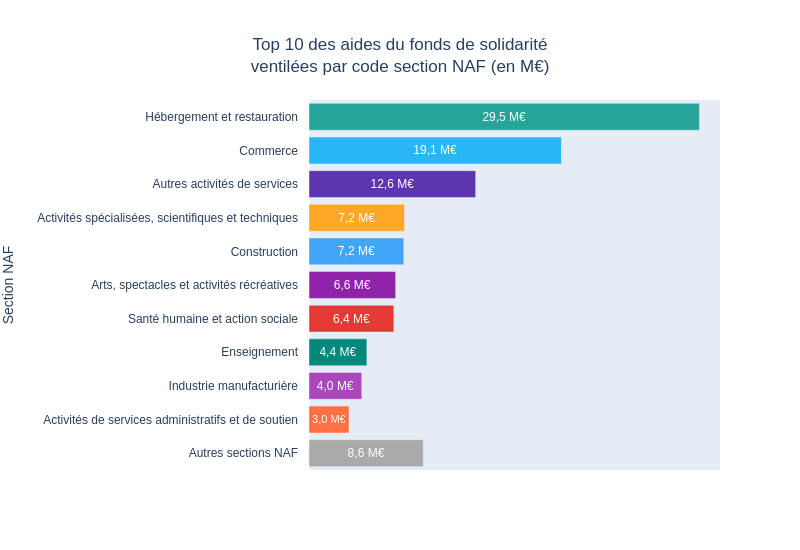 Top 10 des aides du fonds de solidarité
ventilées par code section NAF (en M€)
Section NAF
Hébergement et restauration 29,5 M€
Commerce 19,1 M€
Autres activités de services 12,6 M€
Activités spécialisées, scientifiques et techniques 7,2 M€
Construction 7,2 M€
Arts, spectacles et activités récréatives 6,6 M€
Santé humaine et action sociale 6,4 M€
Enseignement 4,4 M€
Industrie manufacturière 4,0 M€
Activités de services administratifs et de soutien 3,0 M€
Autres sections NAF 8,6 M€